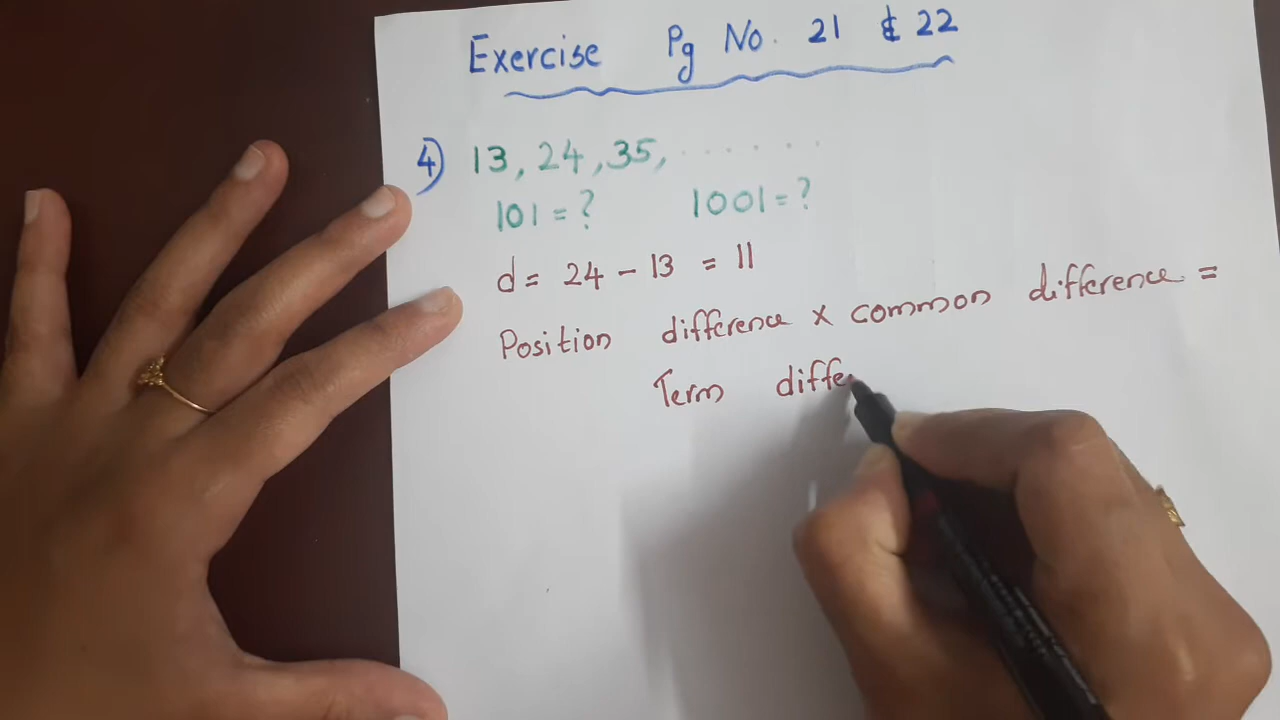 Exercise Pg No. 21 & 22
4) 13, 24, 35, .......
101 = ? 1001 = ?
d = 24 - 13 = 11
Position difference x common difference =
Term diffe